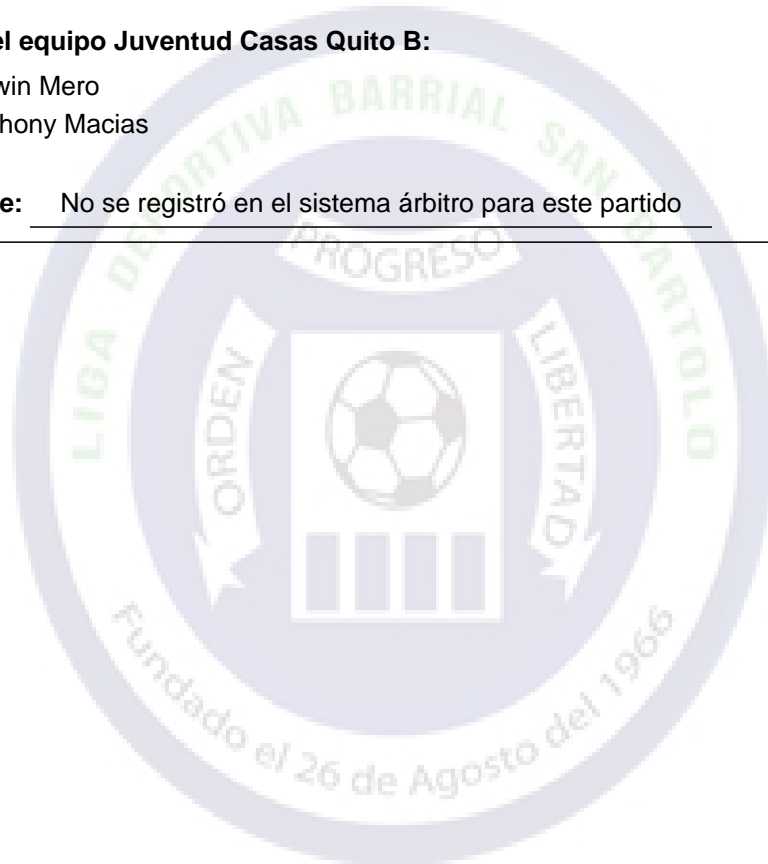 el equipo Juventud Casas Quito B:
win Mero
hony Macias
e: No se registró en el sistema árbitro para este partido
LIGA DEPORTIVA BARRIAL SAN BARTOLO
PROGRESO
ORDEN
LIBERTAD
Fundado el 26 de Agosto del 1966